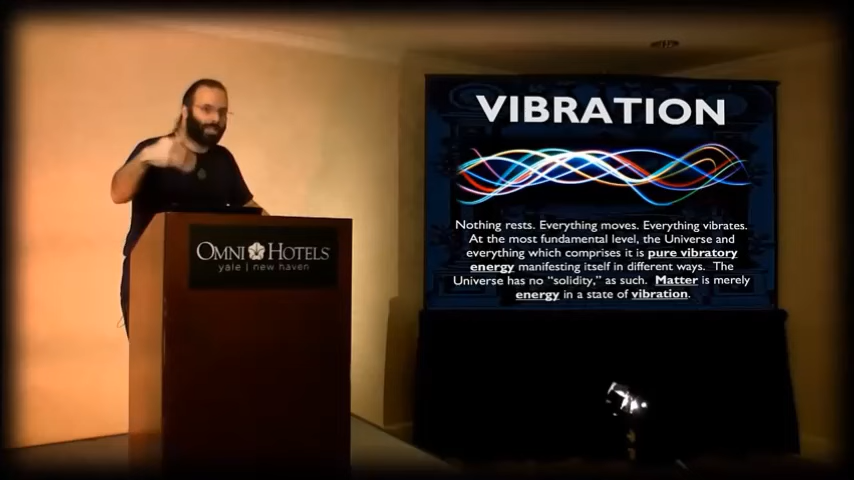 VIBRATION
Nothing rests. Everything moves. Everything vibrates.
At the most fundamental level, the Universe and
everything which comprises it is pure vibratory
energy manifesting itself in different ways. The
Universe has no “solidity,” as such. Matter is merely
energy in a state of vibration.
OMNI HOTELS
yale | new haven